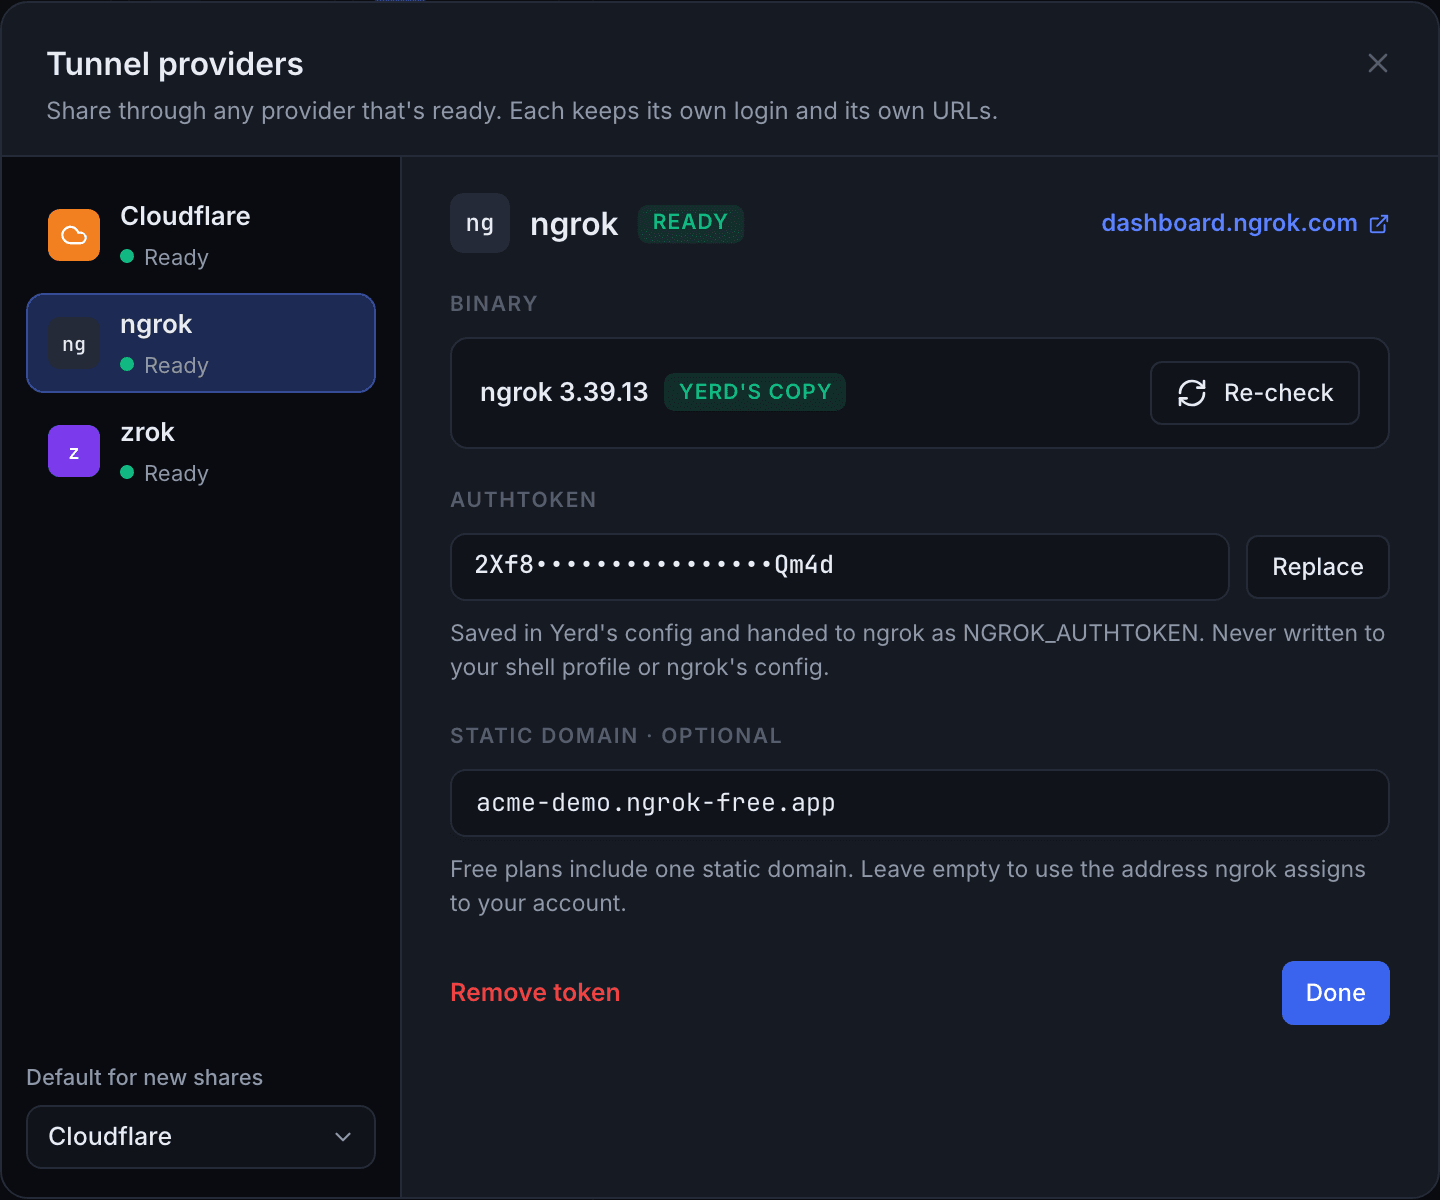 Tunnel providers
Share through any provider that's ready. Each keeps its own login and its own URLs.
Cloudflare
Ready
ng
ngrok
Ready
z
zrok
Ready
Default for new shares
Cloudflare
ng
ngrok
READY
dashboard.ngrok.com
BINARY
ngrok 3.39.13
YERD'S COPY
Re-check
AUTHTOKEN
2Xf8••••••••••••••••Qm4d
Replace
Saved in Yerd's config and handed to ngrok as NGROK_AUTHTOKEN. Never written to
your shell profile or ngrok's config.
STATIC DOMAIN · OPTIONAL
acme-demo.ngrok-free.app
Free plans include one static domain. Leave empty to use the address ngrok assigns
to your account.
Remove token
Done